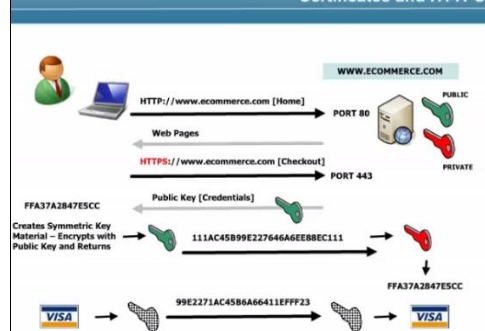 Certificates and HTTPS
WWW.ECOMMERCE.COM
PUBLIC
HTTP://www.ecommerce.com [Home]
PORT 80
Web Pages
HTTPS://www.ecommerce.com [Checkout]
PRIVATE
PORT 443
Public Key [Credentials]
FFA37A2847E5CC
Creates Symmetric Key
Material – Encrypts with
Public Key and Returns
111AC45B99E227646A6EE88EC111
FFA37A2847E5CC
99E2271AC45B6A66411EFFF23
VISA
VISA